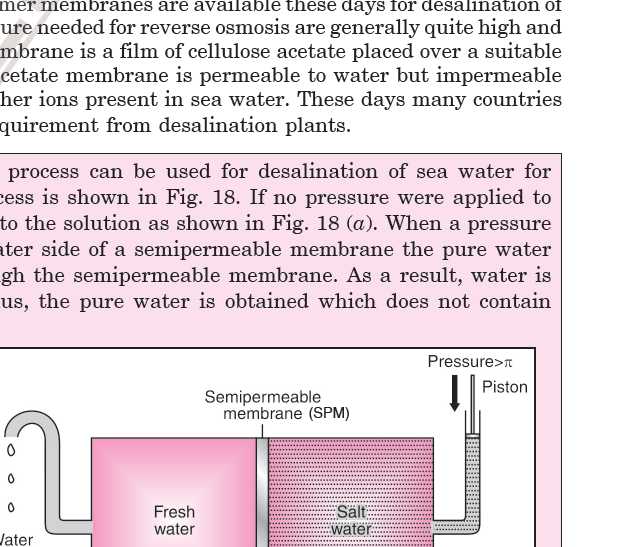 mer membranes are available these days for desalination of
ure needed for reverse osmosis are generally quite high and
mbrane is a film of cellulose acetate placed over a suitable
cetate membrane is permeable to water but impermeable
her ions present in sea water. These days many countries
quirement from desalination plants.
process can be used for desalination of sea water for
cess is shown in Fig. 18. If no pressure were applied to
to the solution as shown in Fig. 18 (a). When a pressure
ater side of a semipermeable membrane the pure water
gh the semipermeable membrane. As a result, water is
us, the pure water is obtained which does not contain
Pressure>π
Piston
Semipermeable
membrane (SPM)
Fresh
water
Salt
water
Water